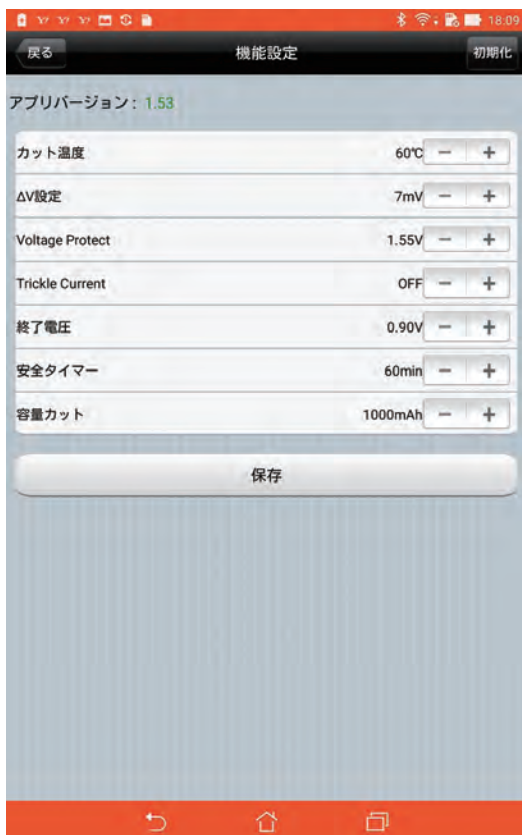 18:09
戻る 機能設定 初期化
アプリバージョン : 1.53
カット温度 60℃ − +
ΔV設定 7mV − +
Voltage Protect 1.55V − +
Trickle Current OFF − +
終了電圧 0.90V − +
安全タイマー 60min − +
容量カット 1000mAh − +
保存